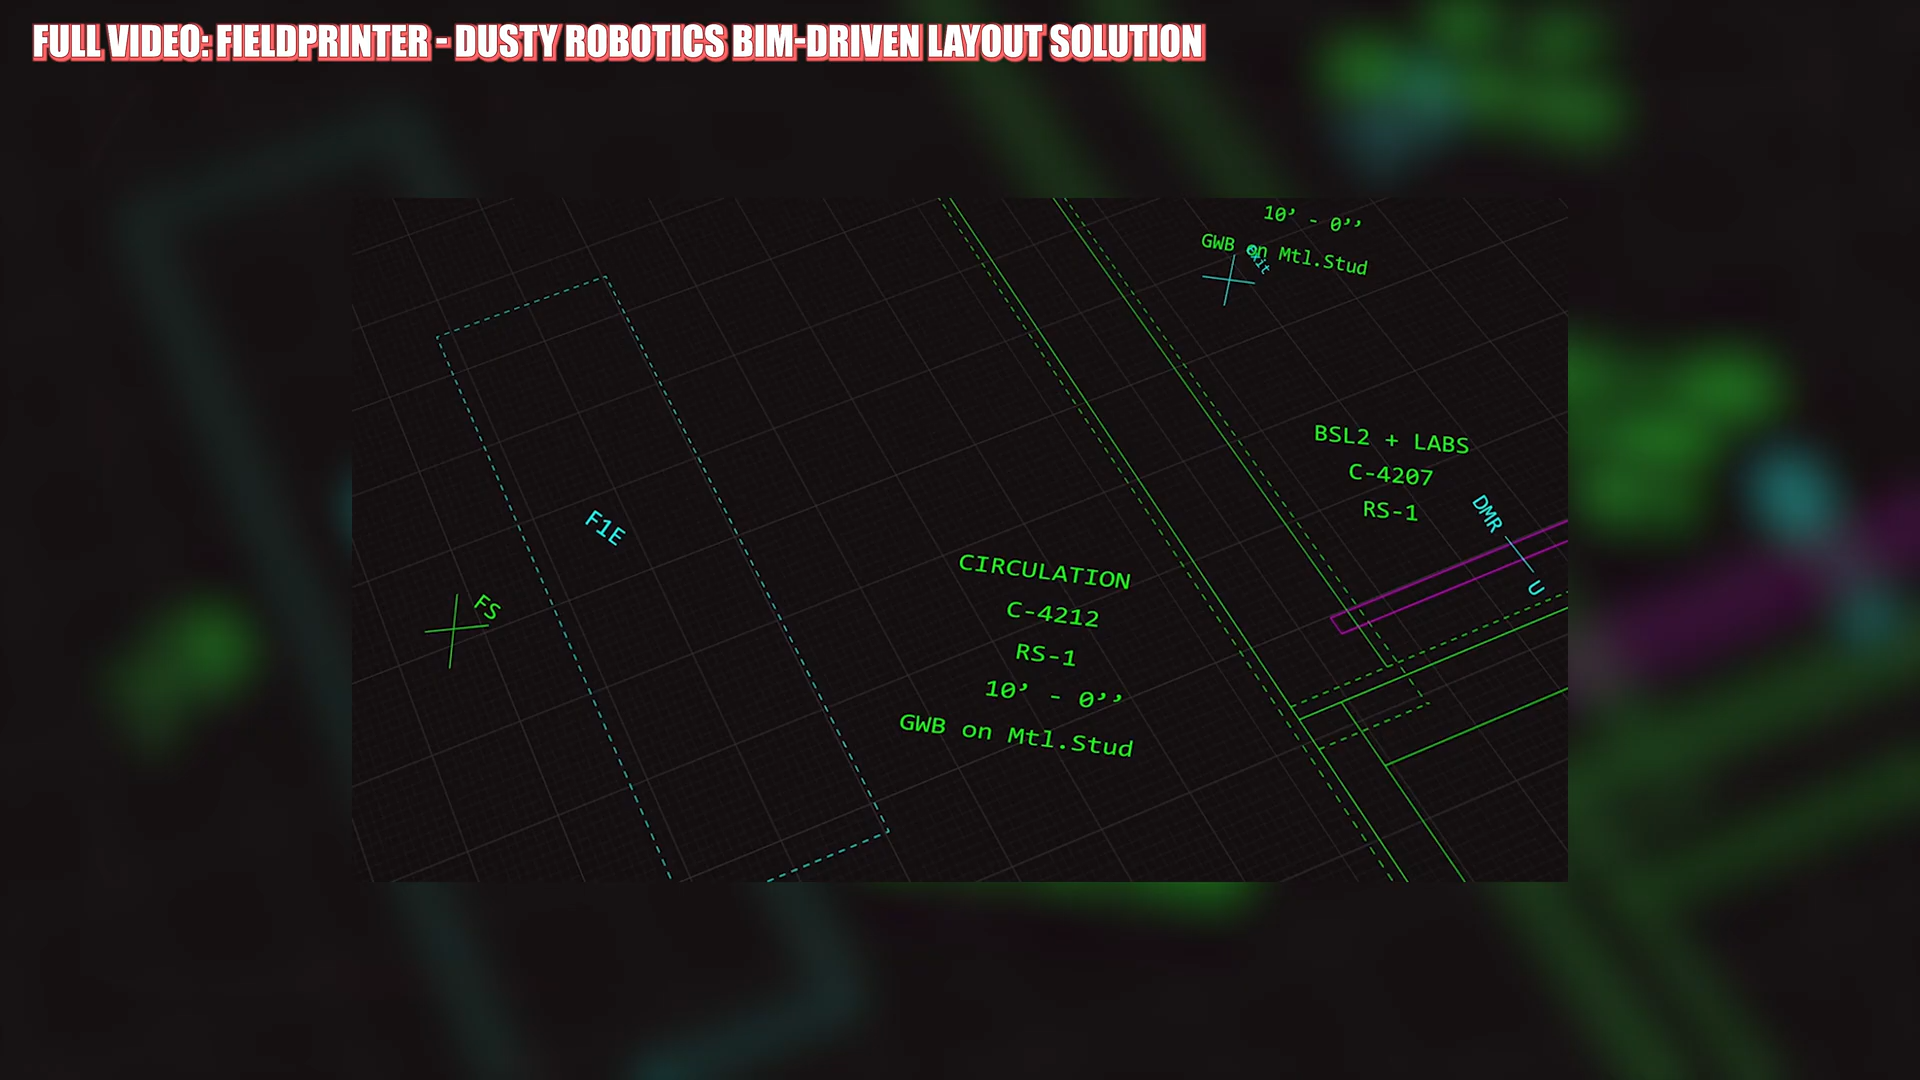 FULL VIDEO: FIELDPRINTER - DUSTY ROBOTICS BIM-DRIVEN LAYOUT SOLUTION
10’ - 0’’
GWB on Mtl.Stud
Exit
BSL2 + LABS
C-4207
RS-1
DMR
U
F1E
FS
CIRCULATION
C-4212
RS-1
10’ - 0’’
GWB on Mtl.Stud